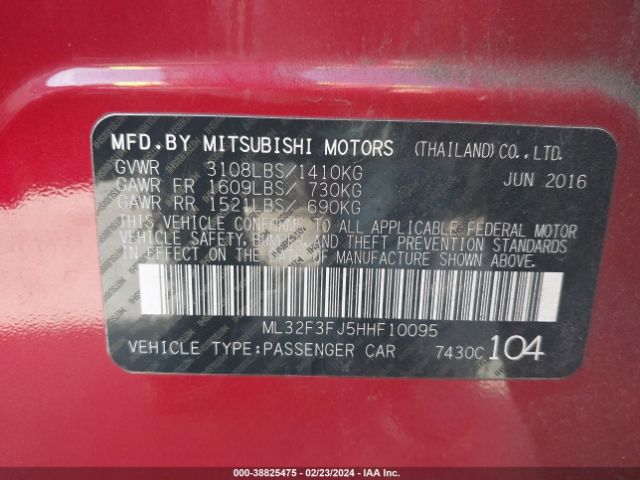 MFD.BY MITSUBISHI MOTORS (THAILAND)CO.,LTD.
GVWR 3108LBS/1410KG JUN 2016
GAWR FR 1609LBS/ 730KG
GAWR RR 1521LBS/ 690KG
THIS VEHICLE CONFORMS TO ALL APPLICABLE FEDERAL MOTOR
VEHICLE SAFETY, BUMPER, AND THEFT PREVENTION STANDARDS
IN EFFECT ON THE DATE OF MANUFACTURE SHOWN ABOVE.
ML32F3FJ5HHF10095
VEHICLE TYPE:PASSENGER CAR 7430C 104
000-38825475 - 02/23/2024 - IAA Inc.